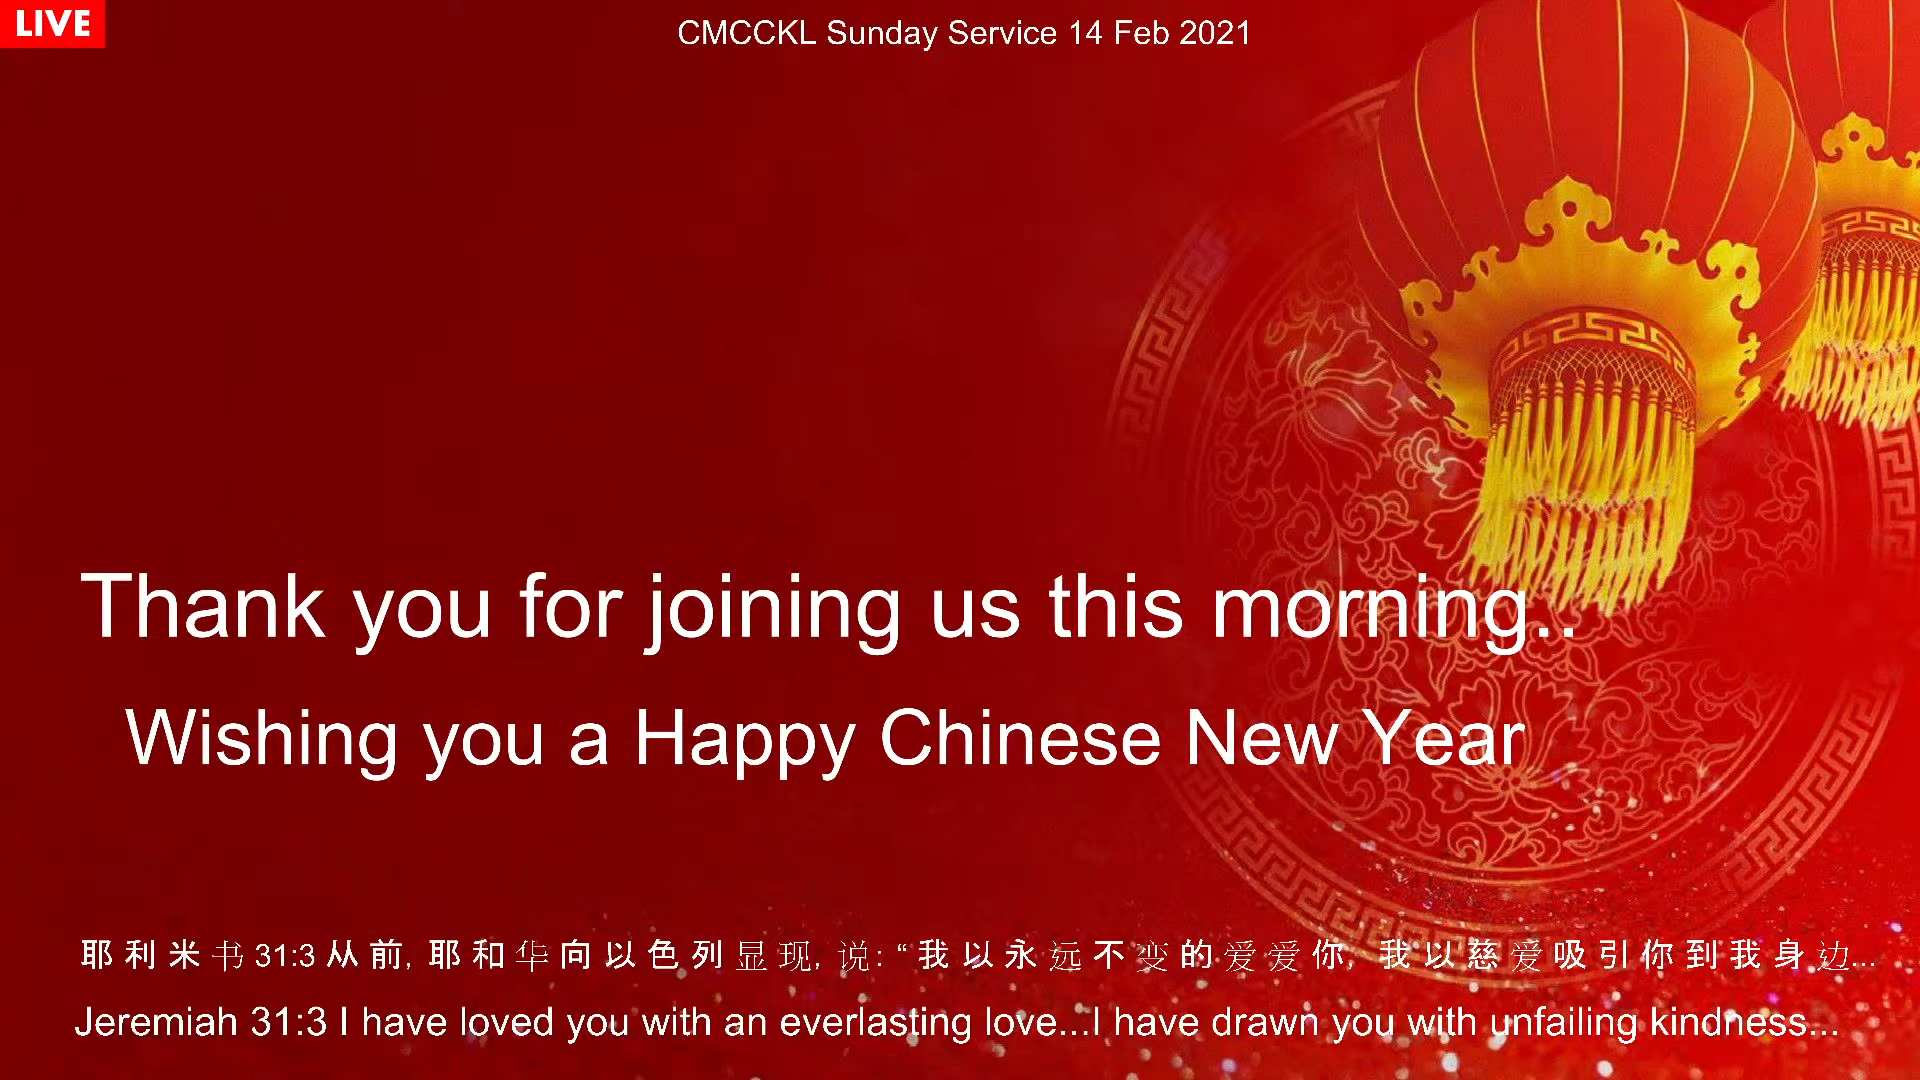 LIVE
CMCCKL Sunday Service 14 Feb 2021
Thank you for joining us this morning..
Wishing you a Happy Chinese New Year
耶利米书 31:3 从前, 耶和华向以色列显现, 说: “我以永远不变的爱爱你, 我以慈爱吸引你到我身边...
Jeremiah 31:3 I have loved you with an everlasting love...I have drawn you with unfailing kindness...